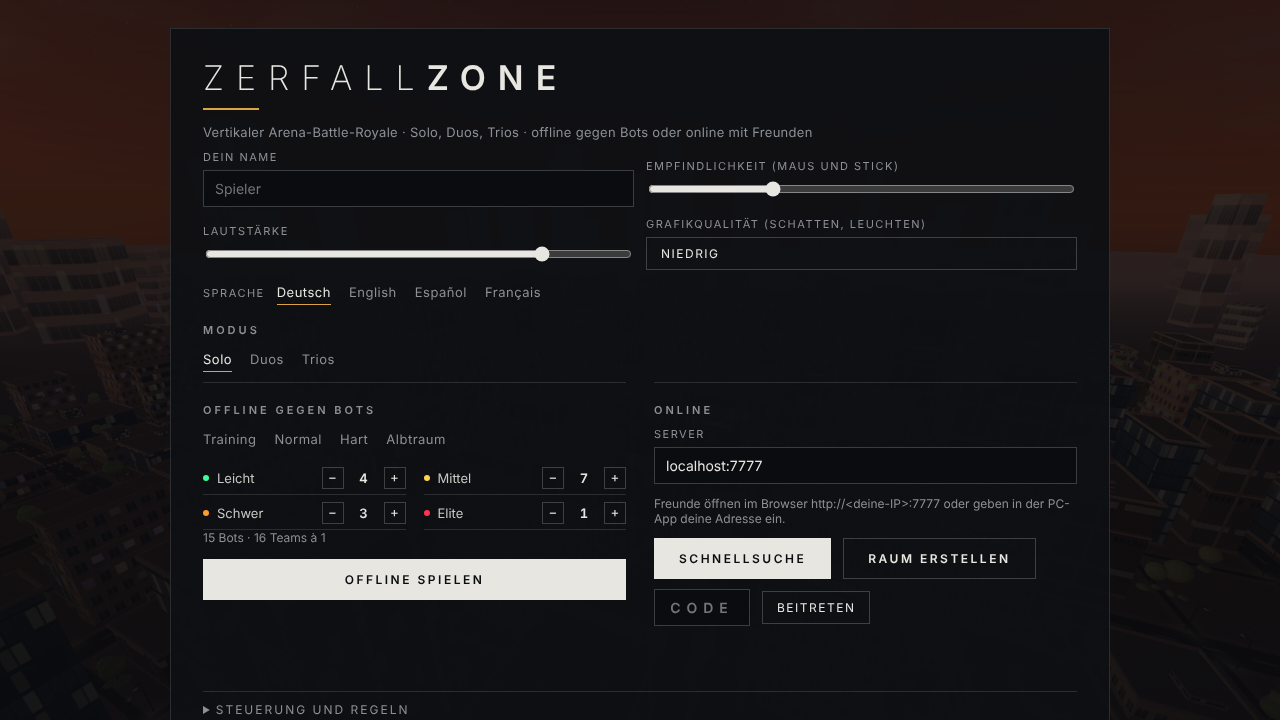 ZERFALLZONE
Vertikaler Arena-Battle-Royale · Solo, Duos, Trios · offline gegen Bots oder online mit Freunden
DEIN NAME
Spieler
EMPFINDLICHKEIT (MAUS UND STICK)
LAUTSTÄRKE
GRAFIKQUALITÄT (SCHATTEN, LEUCHTEN)
NIEDRIG
SPRACHE Deutsch English Español Français
MODUS
Solo Duos Trios
OFFLINE GEGEN BOTS
Training Normal Hart Albtraum
Leicht − 4 + Mittel − 7 +
Schwer − 3 + Elite − 1 +
15 Bots · 16 Teams à 1
OFFLINE SPIELEN
ONLINE
SERVER
localhost:7777
Freunde öffnen im Browser http://<deine-IP>:7777 oder geben in der PC-
App deine Adresse ein.
SCHNELLSUCHE RAUM ERSTELLEN
CODE BEITRETEN
STEUERUNG UND REGELN